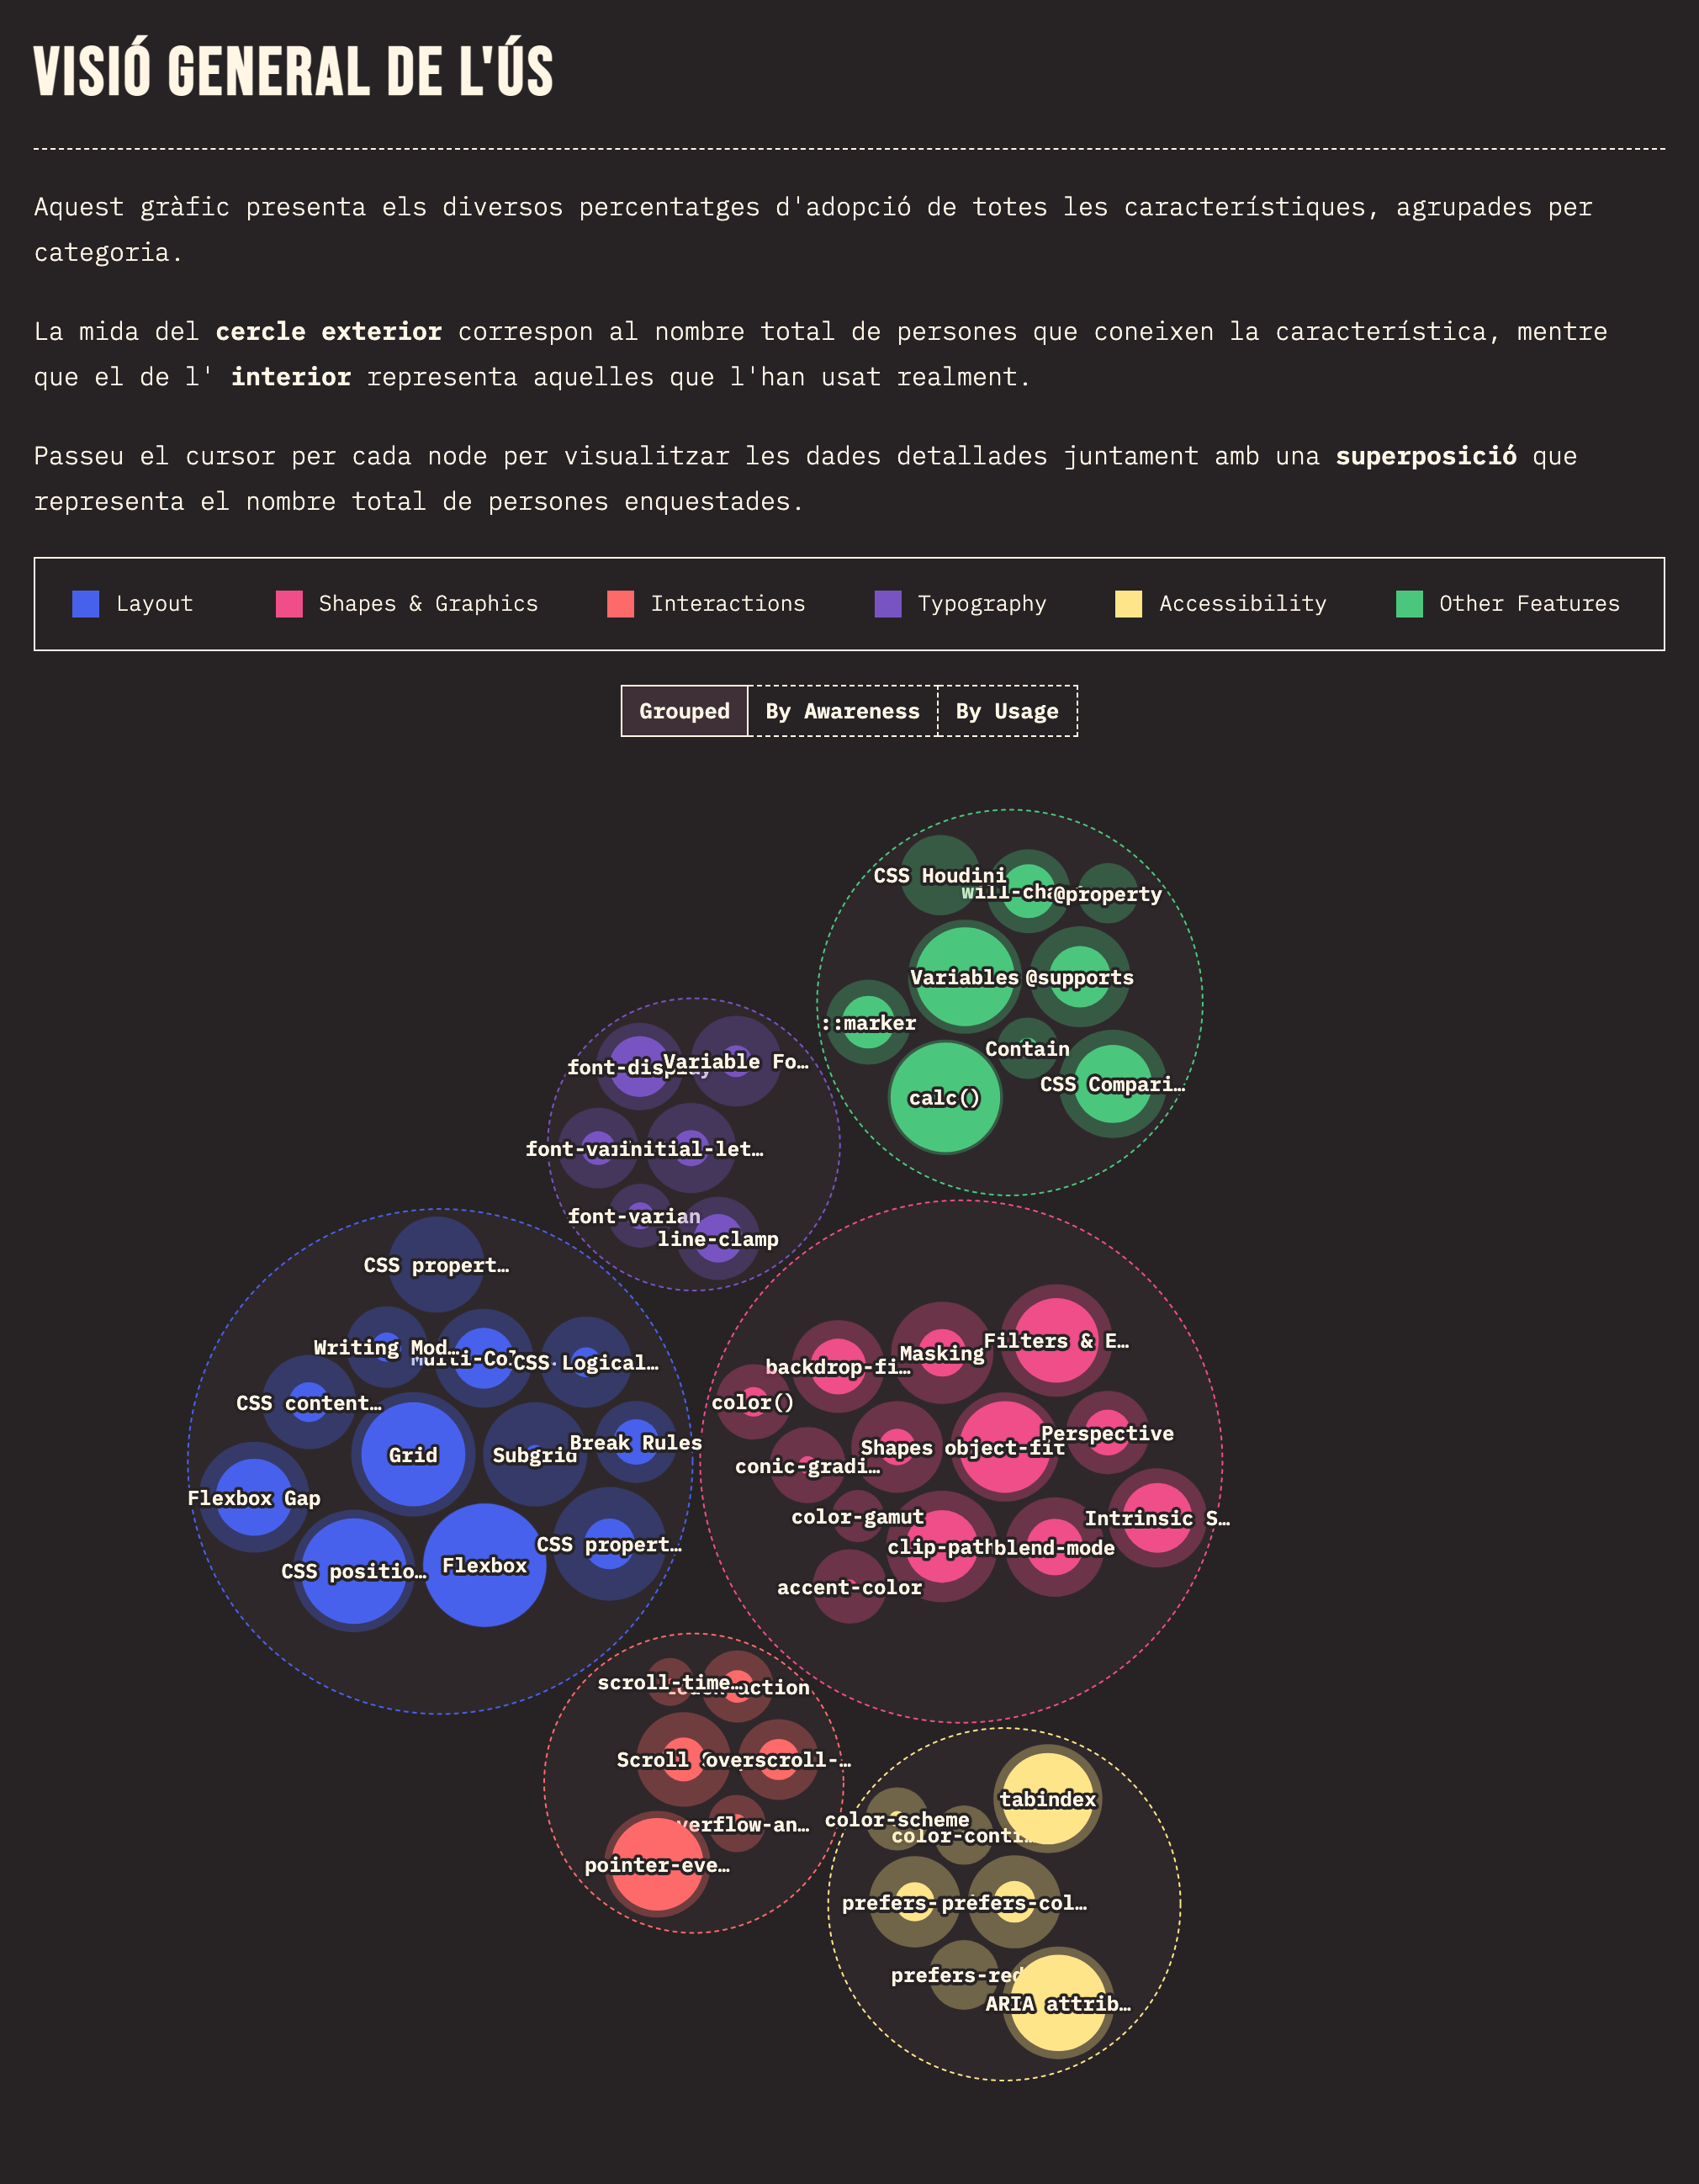 VISIÓ GENERAL DE L'ÚS
Aquest gràfic presenta els diversos percentatges d'adopció de totes les característiques, agrupades per
categoria.
La mida del cercle exterior correspon al nombre total de persones que coneixen la característica, mentre
que el de l' interior representa aquelles que l'han usat realment.
Passeu el cursor per cada node per visualitzar les dades detallades juntament amb una superposició que
representa el nombre total de persones enquestades.
Layout
Shapes & Graphics
Interactions
Typography
Accessibility
Other Features
Grouped
By Awareness
By Usage
CSS Houdini
will-cha
@property
Variables
@supports
::marker
Contain
CSS Compari…
calc()
font-display
Variable Fo…
font-var
initial-let…
font-varian
line-clamp
CSS propert…
Writing Mod…
Multi-Col
CSS Logical…
CSS content…
Grid
Subgrid
Break Rules
Flexbox Gap
CSS positio…
Flexbox
CSS propert…
Filters & E…
Masking
backdrop-fi…
color()
Perspective
Shapes
object-fit
conic-gradi…
color-gamut
Intrinsic S…
clip-path
blend-mode
accent-color
scroll-time…
action
Scroll
overscroll-…
verflow-an…
pointer-eve…
tabindex
color-scheme
color-cont…
prefers-
prefers-col…
prefers-red
ARIA attrib…